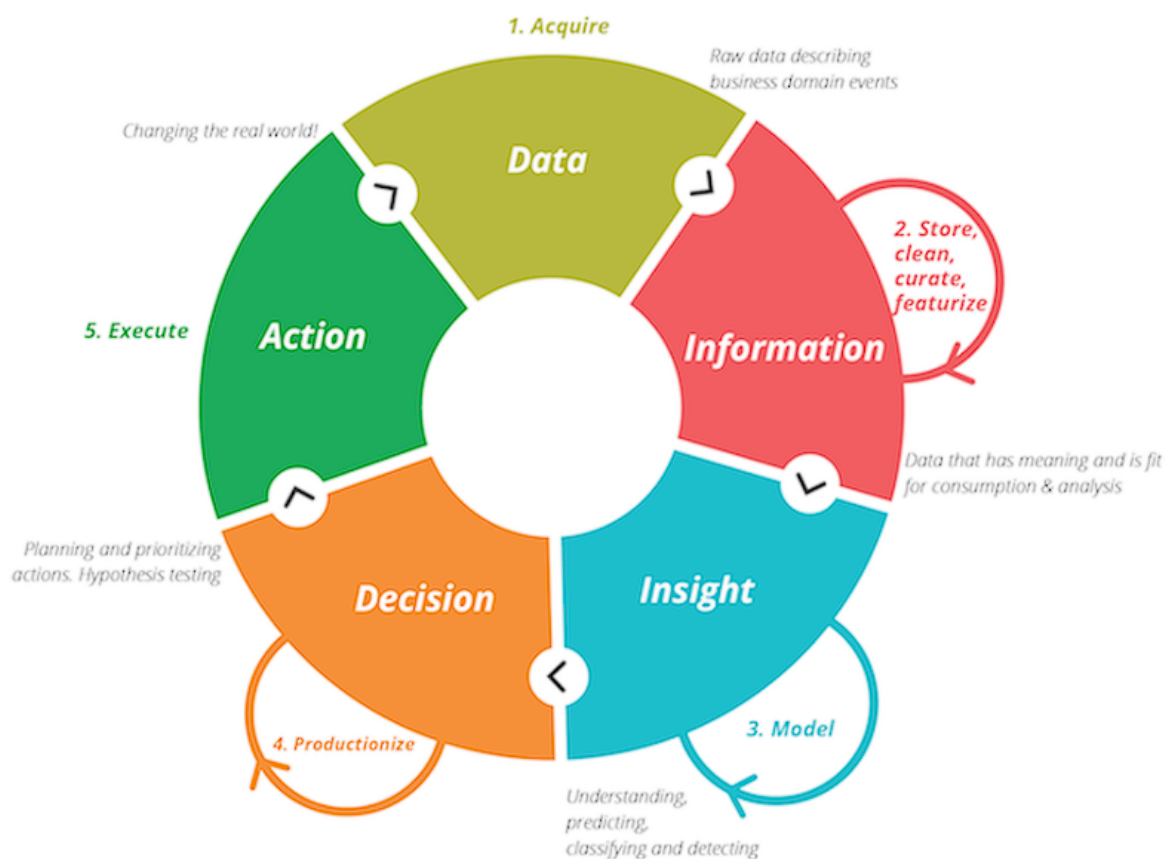 1. Acquire
Raw data describing
business domain events
Changing the real world!
Data
2. Store,
clean,
curate,
featurize
5. Execute
Action
Information
Data that has meaning and is fit
for consumption & analysis
Planning and prioritizing
actions. Hypothesis testing
Decision
Insight
4. Productionize
3. Model
Understanding,
predicting,
classifying and detecting